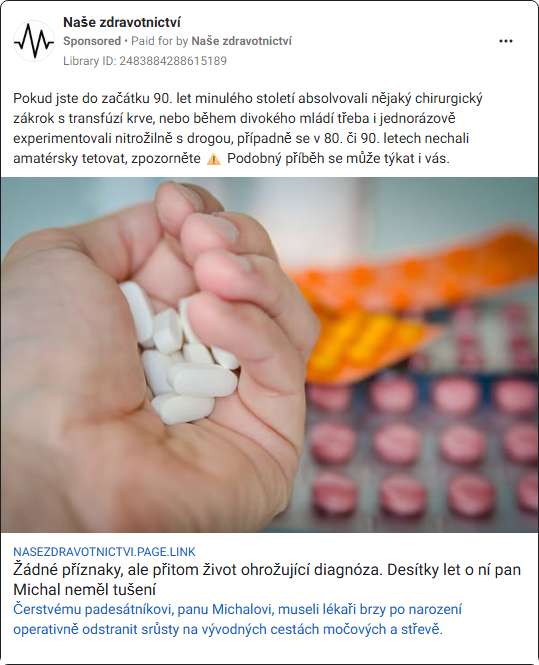 Naše zdravotnictví
Sponsored • Paid for by Naše zdravotnictví
Library ID: 2483884288615189
Pokud jste do začátku 90. let minulého století absolvovali nějaký chirurgický
zákrok s transfúzí krve, nebo během divokého mládí třeba i jednorázově
experimentovali nitrožilně s drogou, případně se v 80. či 90. letech nechali
amatérsky tetovat, zpozorněte ⚠️ Podobný příběh se může týkat i vás.
NASEZDRAVOTNICTVI.PAGE.LINK
Žádné příznaky, ale přitom život ohrožující diagnóza. Desítky let o ní pan
Michal neměl tušení
Čerstvému padesátníkovi, panu Michalovi, museli lékaři brzy po narození
operativně odstranit srůsty na vývodných cestách močových a střevě.